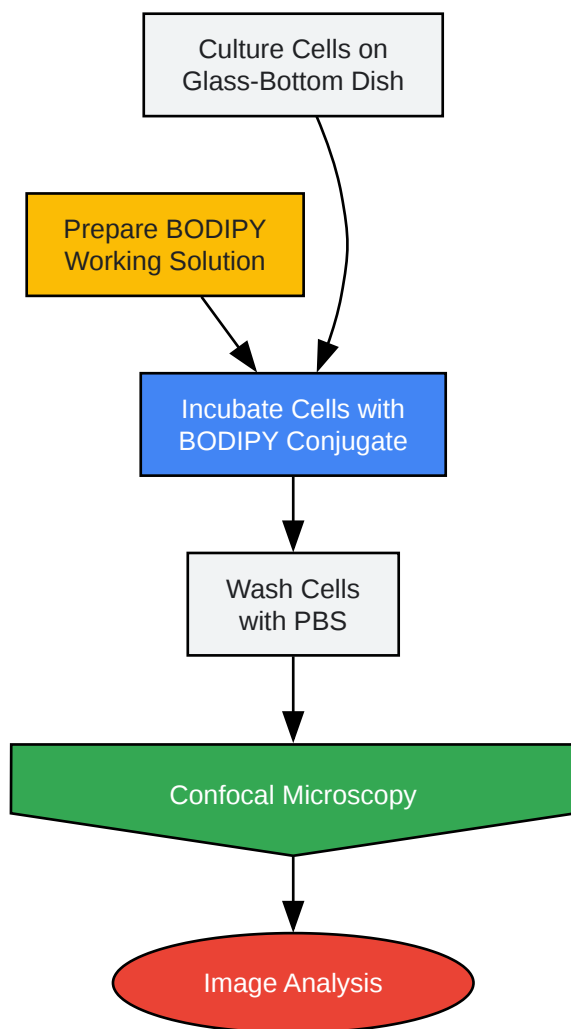 Culture Cells on
Glass-Bottom Dish
Prepare BODIPY
Working Solution
Incubate Cells with
BODIPY Conjugate
Wash Cells
with PBS
Confocal Microscopy
Image Analysis